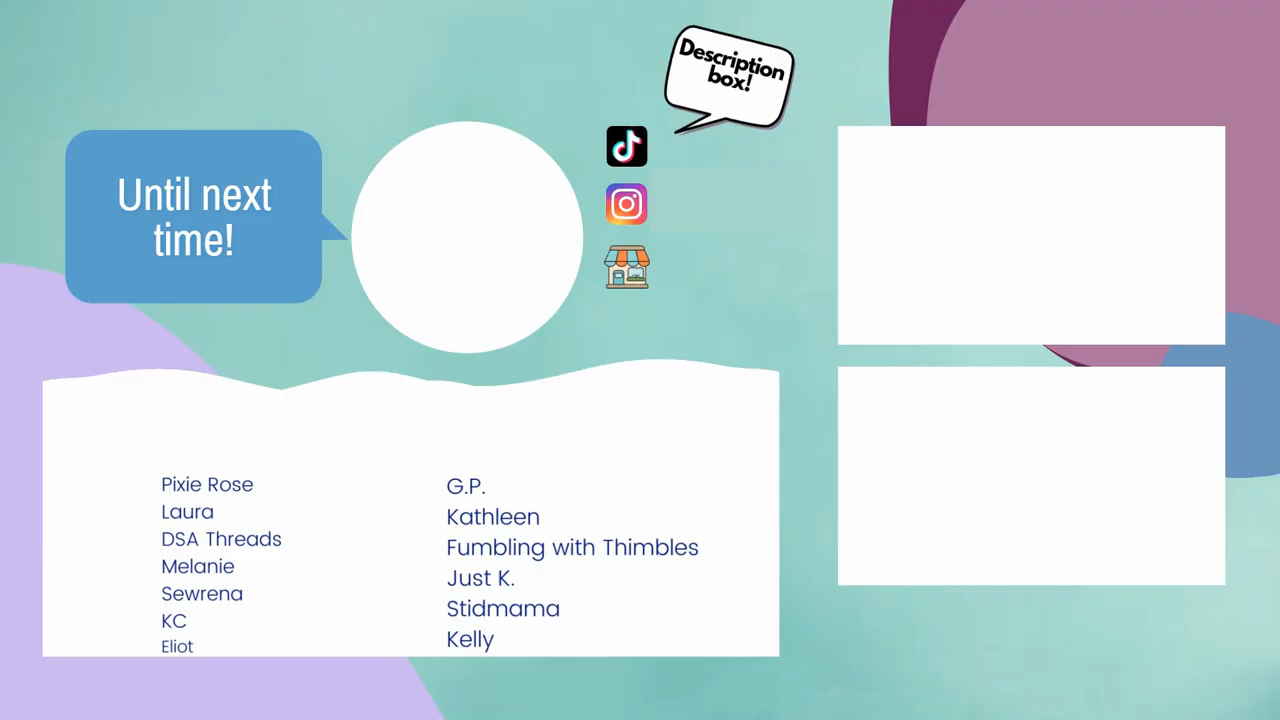 Description
box!
Until next
time!
Pixie Rose
Laura
DSA Threads
Melanie
Sewrena
KC
Eliot
G.P.
Kathleen
Fumbling with Thimbles
Just K.
Stidmama
Kelly